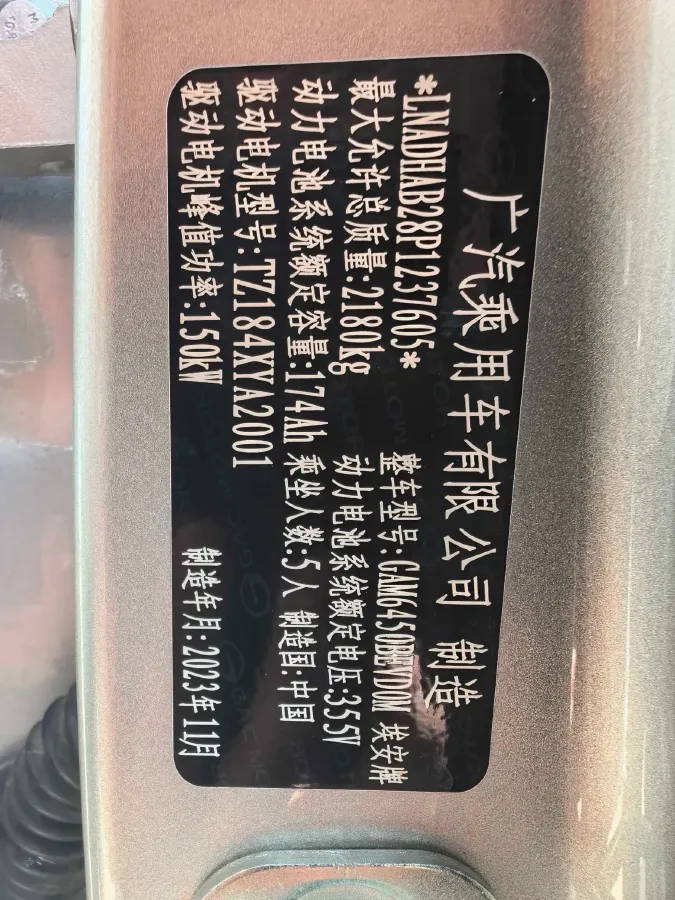 广汽乘用车有限公司 制造
*LNADHAB28P1237605* 整车型号:GAM6450BEVD0M 埃安牌
最大允许总质量:2180kg 动力电池系统额定电压:355V
动力电池系统额定容量:174Ah 乘坐人数:5人 制造国:中国
驱动电机型号:TZ184XYA2001
驱动电机峰值功率:150kW 制造年月:2023年11月